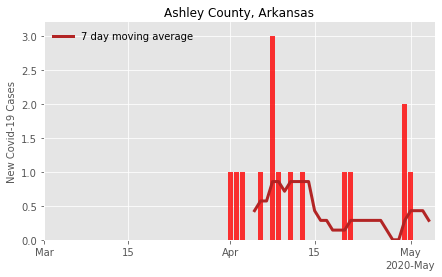 Ashley County, Arkansas
7 day moving average
New Covid-19 Cases
3.0
2.5
2.0
1.5
1.0
0.5
0.0
Mar 15 Apr 15 May
2020-May